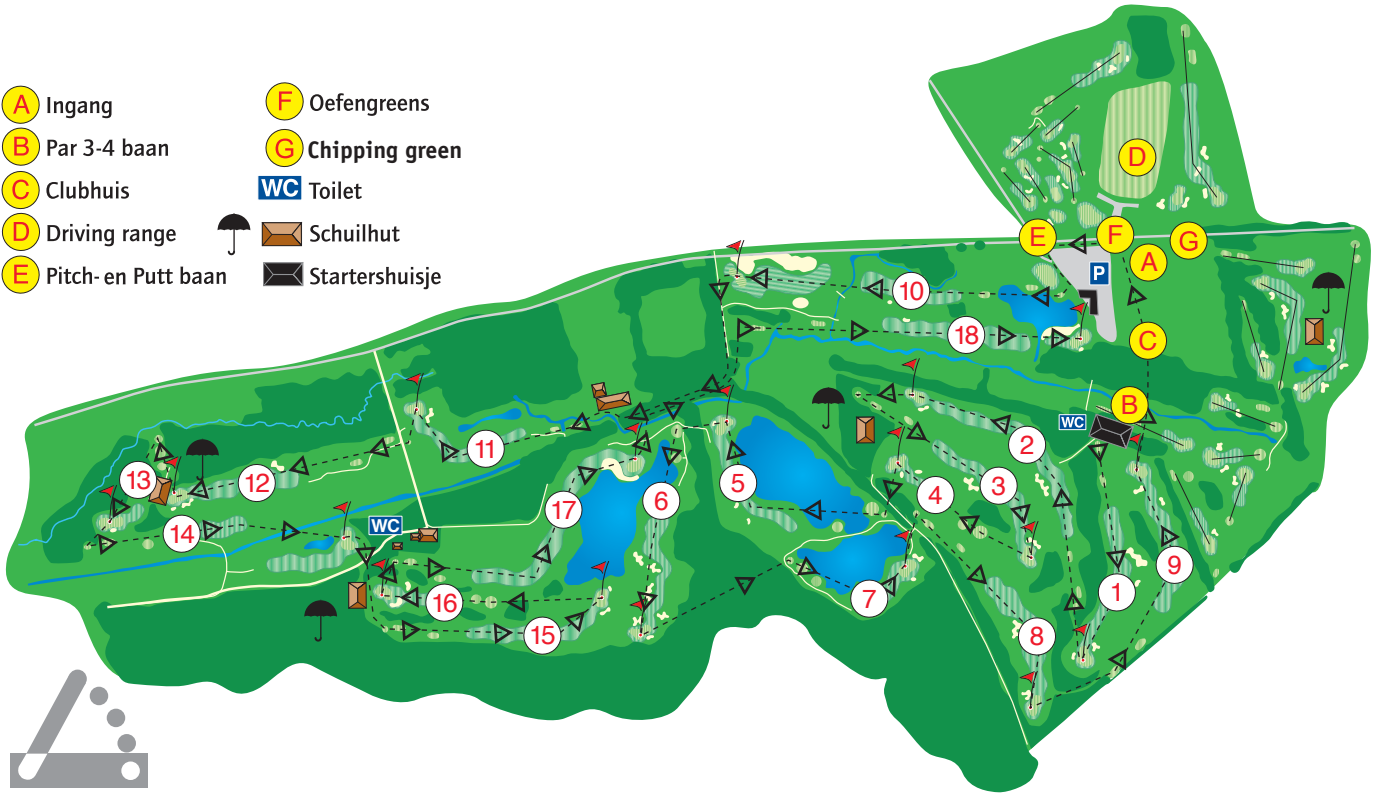 A Ingang
B Par 3-4 baan
C Clubhuis
D Driving range
E Pitch- en Putt baan
F Oefengreens
G Chipping green
WC Toilet
Schuilhut
Startershuisje
D
E
F
G
A
P
10
18
C
B
WC
2
11
13
12
3
5
4
6
17
14
WC
9
1
7
16
15
8